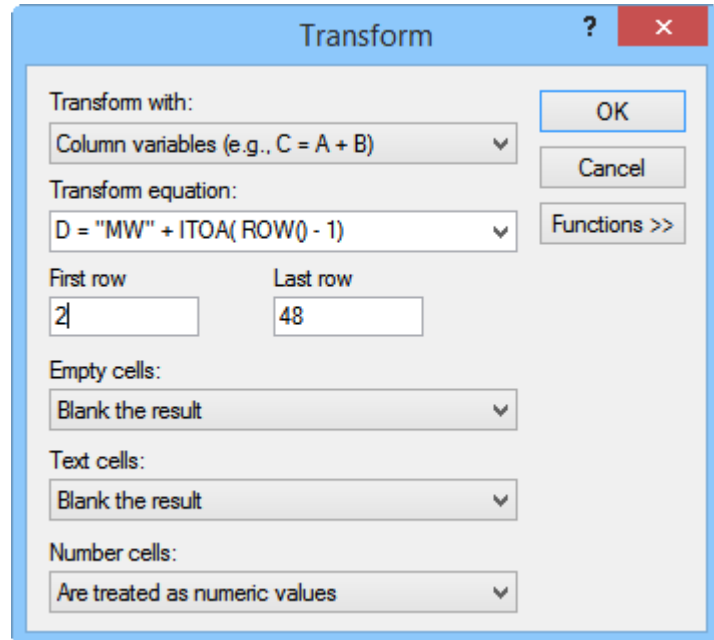 Transform
?
Transform with:
OK
Column variables (e.g., C = A + B)
Cancel
Transform equation:
D = "MW" + ITOA( ROW() - 1)
Functions >>
First row
Last row
2
48
Empty cells:
Blank the result
Text cells:
Blank the result
Number cells:
Are treated as numeric values